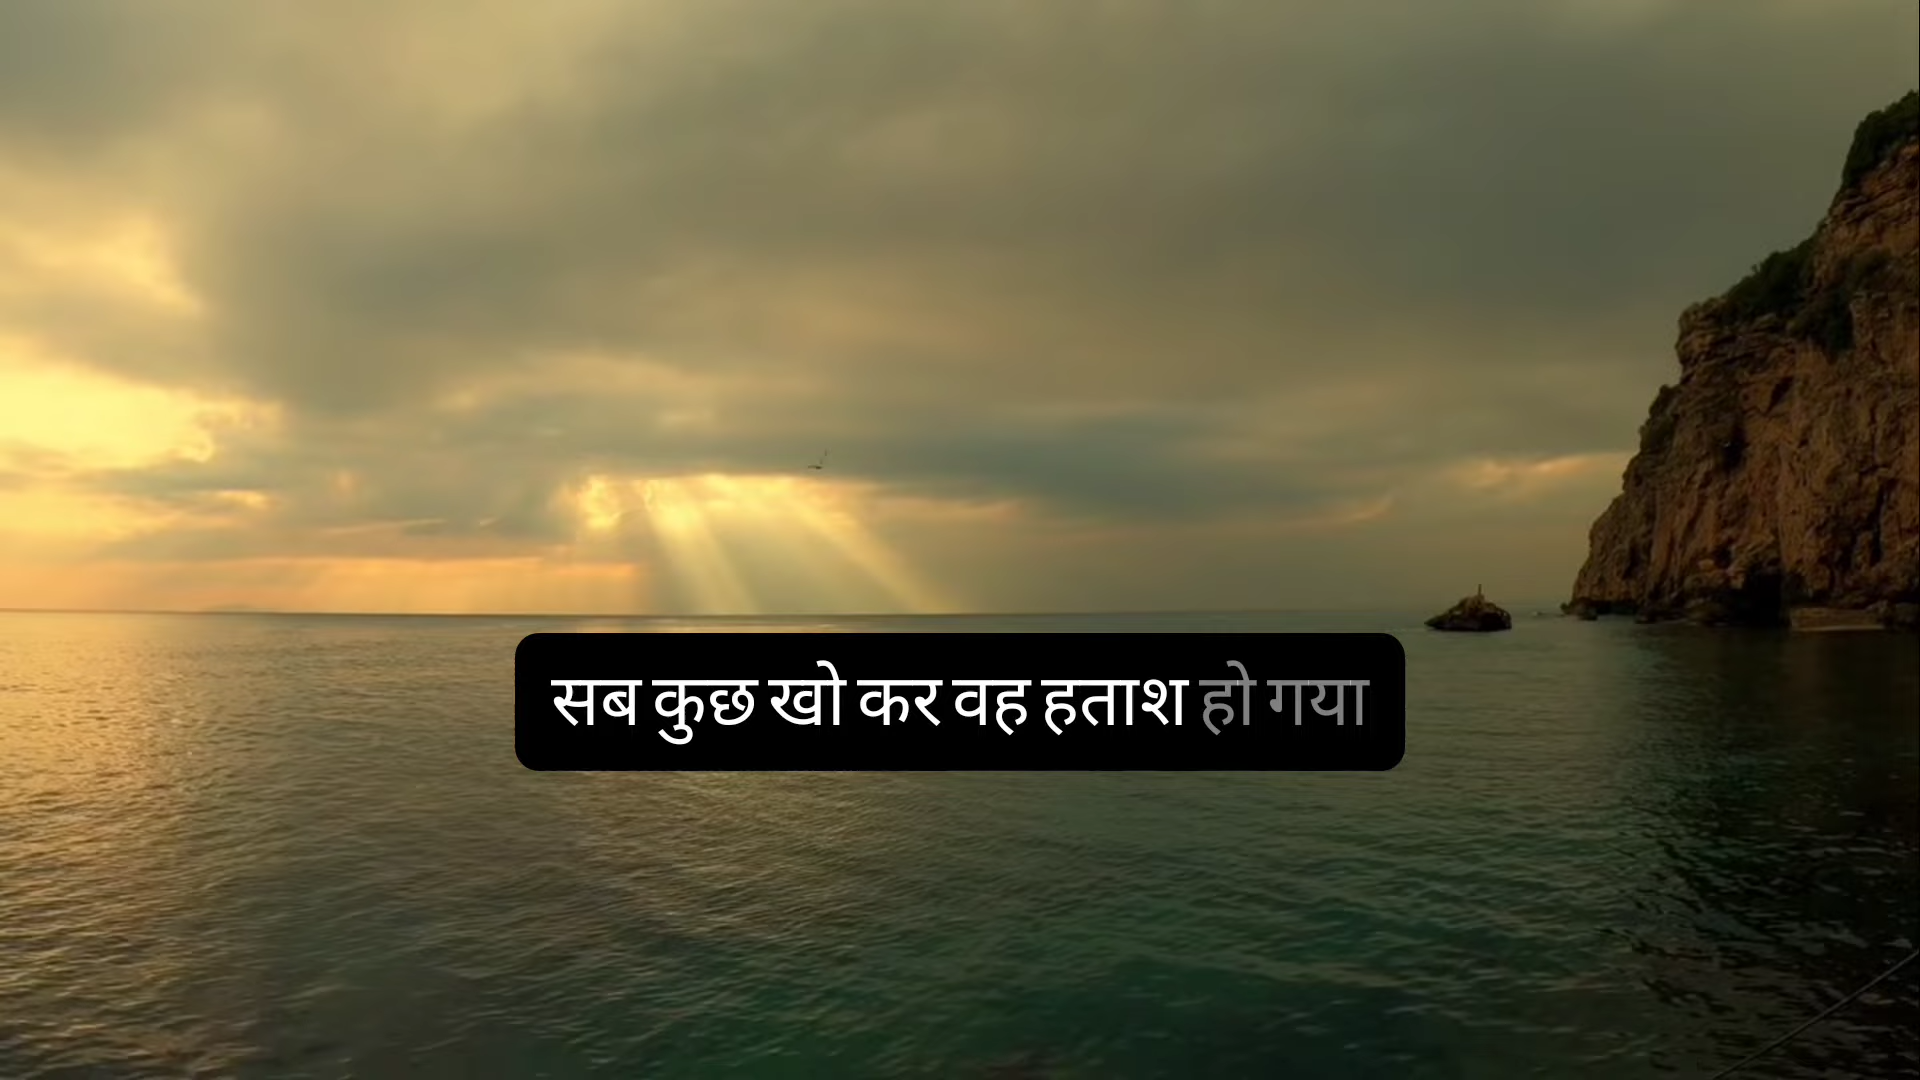 सब कुछ खो कर वह हताश हो गया